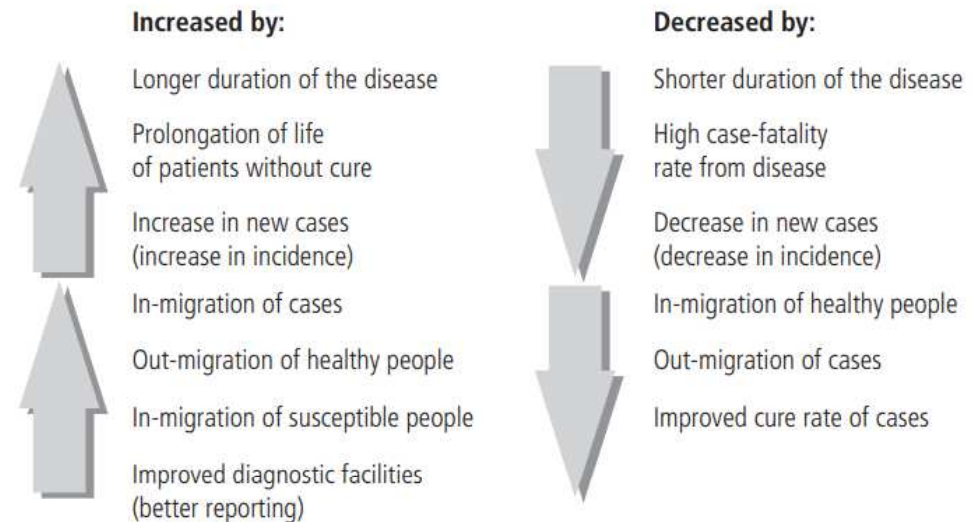 Increased by:
Longer duration of the disease
Prolongation of life
of patients without cure
Increase in new cases
(increase in incidence)
In-migration of cases
Out-migration of healthy people
In-migration of susceptible people
Improved diagnostic facilities
(better reporting)
Decreased by:
Shorter duration of the disease
High case-fatality
rate from disease
Decrease in new cases
(decrease in incidence)
In-migration of healthy people
Out-migration of cases
Improved cure rate of cases